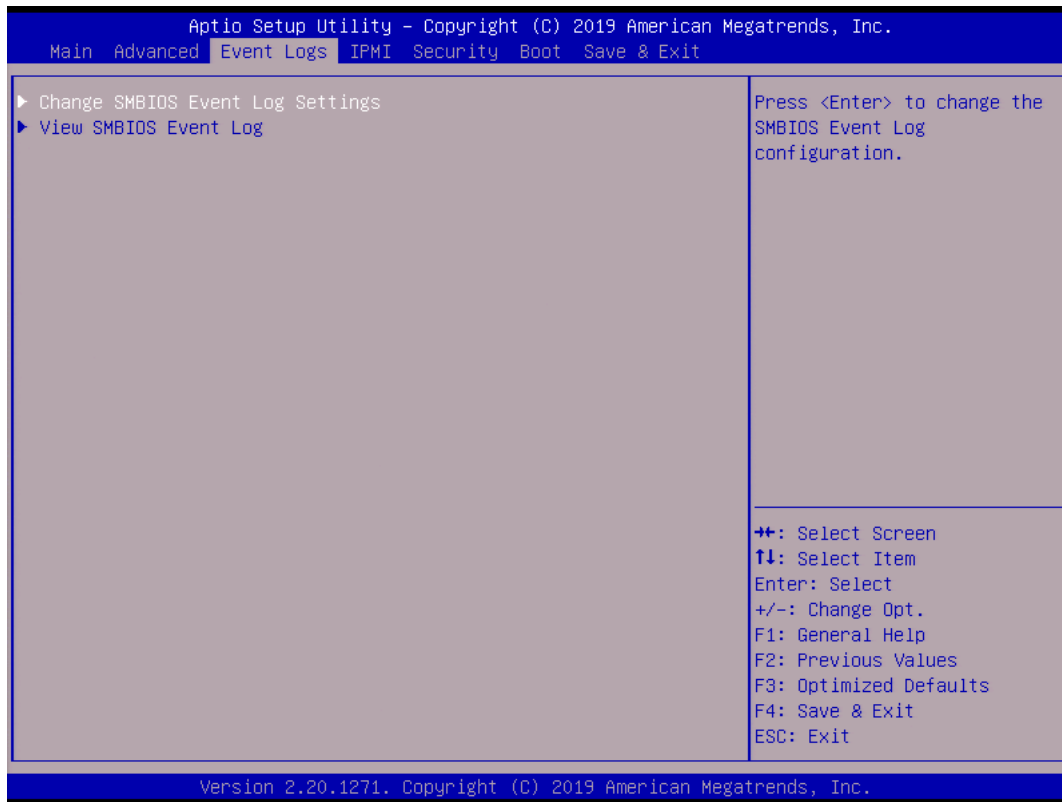 Aptio Setup Utility – Copyright (C) 2019 American Megatrends, Inc.
Main Advanced Event Logs IPMI Security Boot Save & Exit
▶ Change SMBIOS Event Log Settings
▶ View SMBIOS Event Log
Press <Enter> to change the
SMBIOS Event Log
configuration.
→←: Select Screen
↑↓: Select Item
Enter: Select
+/-: Change Opt.
F1: General Help
F2: Previous Values
F3: Optimized Defaults
F4: Save & Exit
ESC: Exit
Version 2.20.1271. Copyright (C) 2019 American Megatrends, Inc.